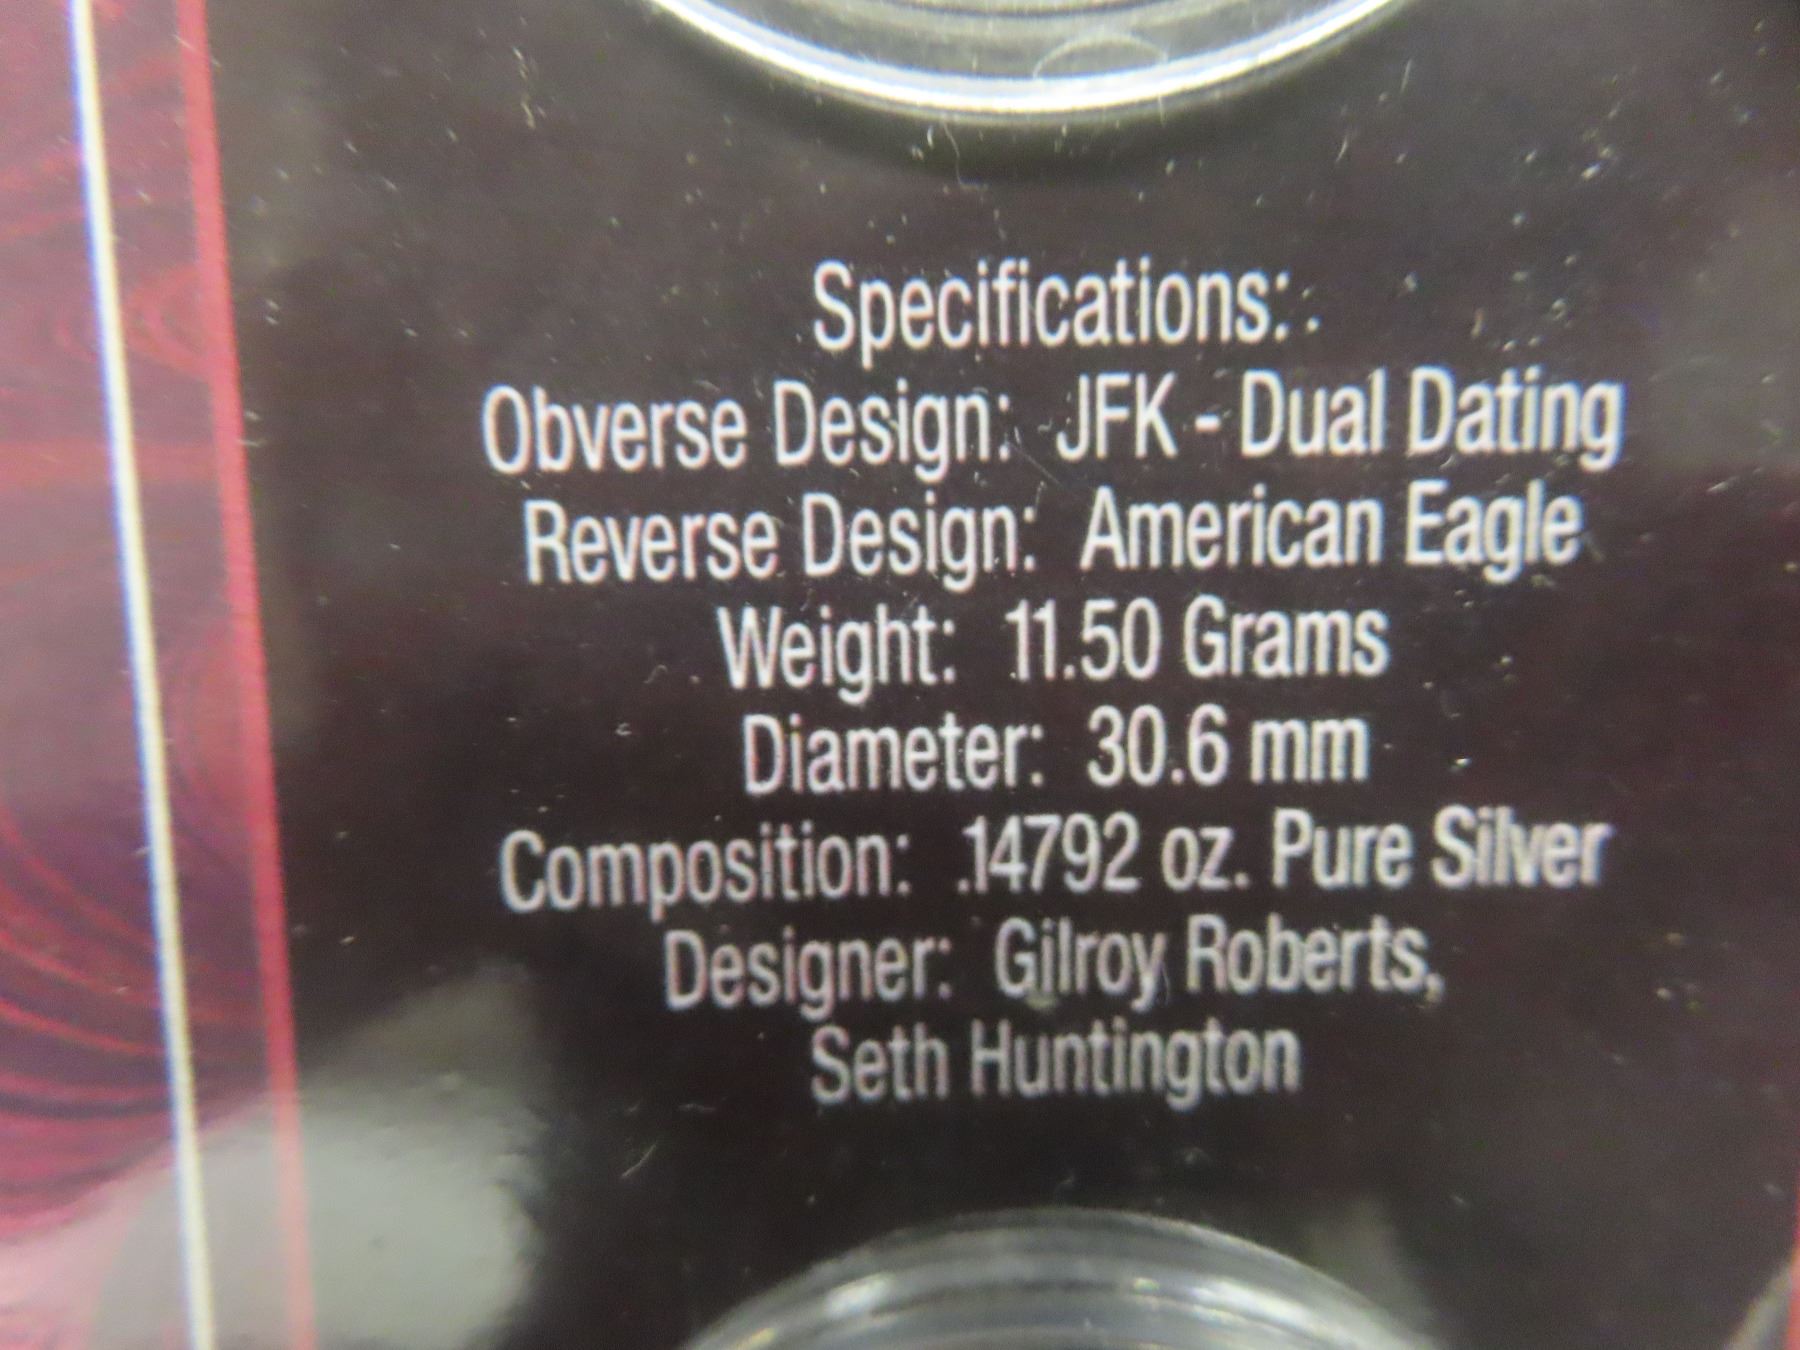 Specifications:
Obverse Design: JFK - Dual Dating
Reverse Design: American Eagle
Weight: 11.50 Grams
Diameter: 30.6 mm
Composition: .14792 oz. Pure Silver
Designer: Gilroy Roberts,
Seth Huntington